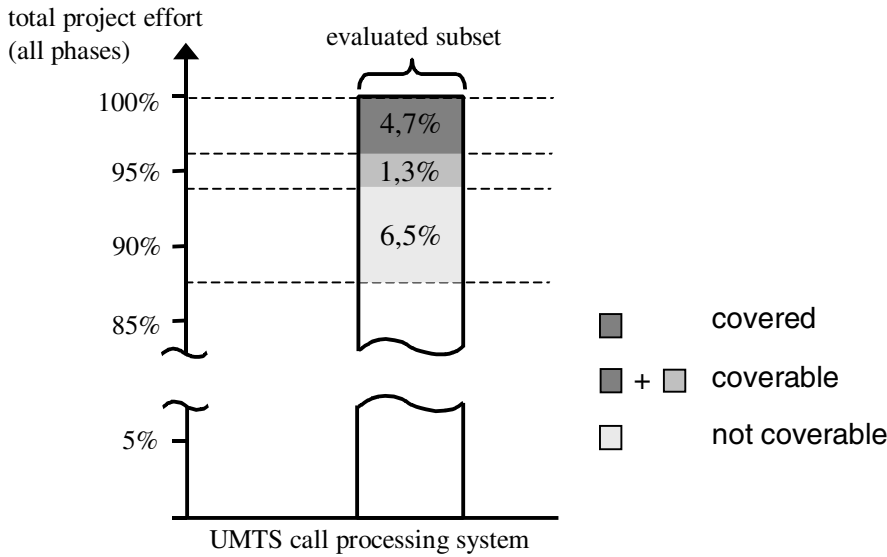 total project effort
(all phases)
evaluated subset
100%
4,7%
95%
1,3%
90%
6,5%
85%
5%
UMTS call processing system
covered
+ coverable
not coverable